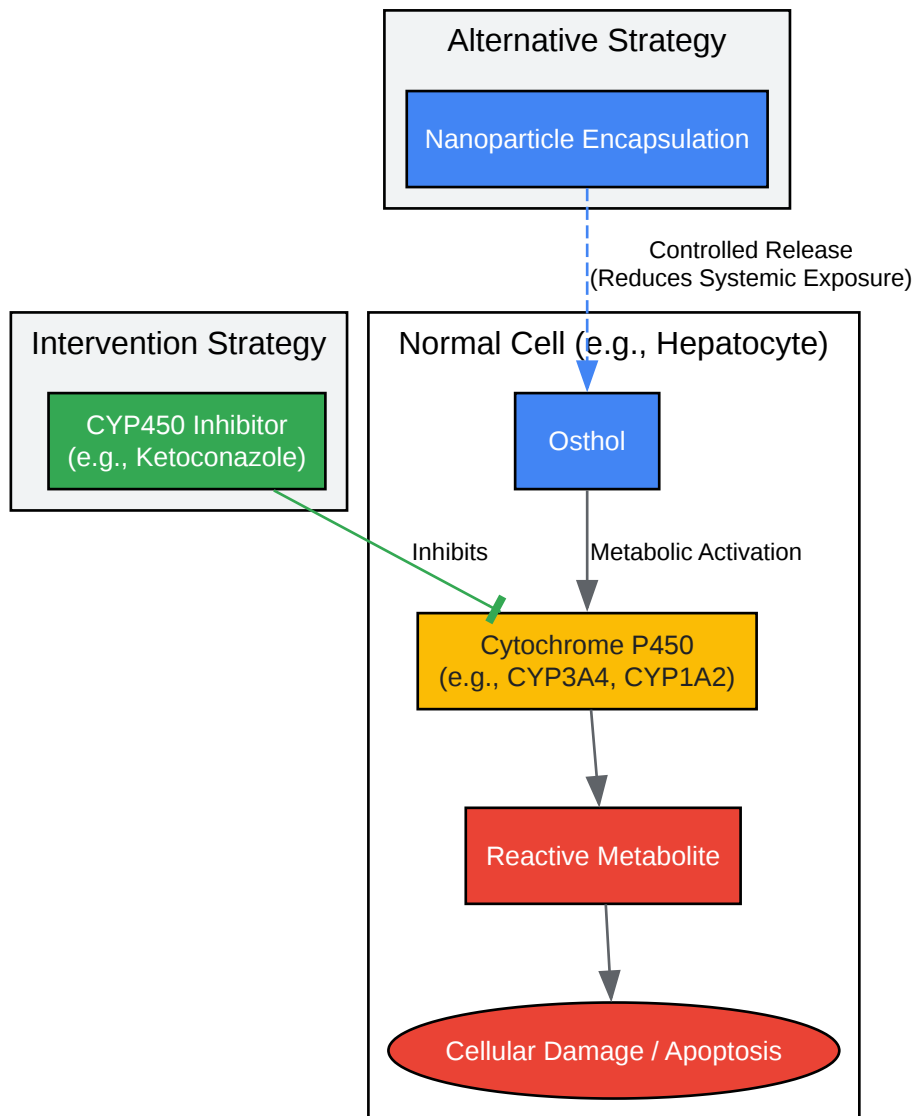 Alternative Strategy
Nanoparticle Encapsulation
Controlled Release
(Reduces Systemic Exposure)
Intervention Strategy
CYP450 Inhibitor
(e.g., Ketoconazole)
Normal Cell (e.g., Hepatocyte)
Osthol
Inhibits
Metabolic Activation
Cytochrome P450
(e.g., CYP3A4, CYP1A2)
Reactive Metabolite
Cellular Damage / Apoptosis